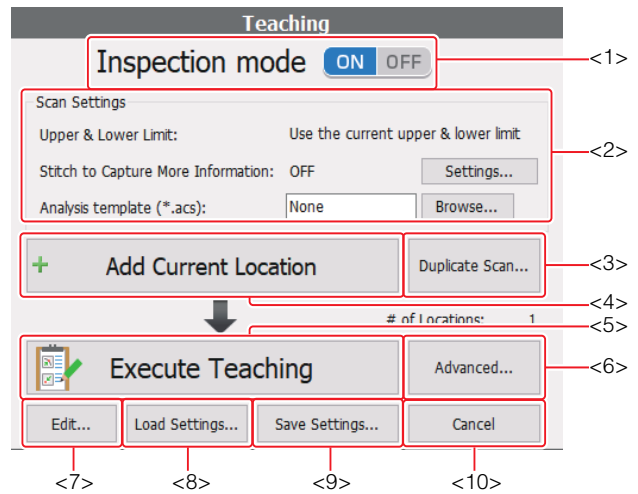 Teaching
Inspection mode ON OFF <1>
Scan Settings
Upper & Lower Limit: Use the current upper & lower limit
<2>
Stitch to Capture More Information: OFF Settings...
Analysis template (*.acs): None Browse...
+ Add Current Location Duplicate Scan... <3>
<4>
# of Locations: 1
<5>
Execute Teaching Advanced... <6>
Edit... Load Settings... Save Settings... Cancel
<7> <8> <9> <10>